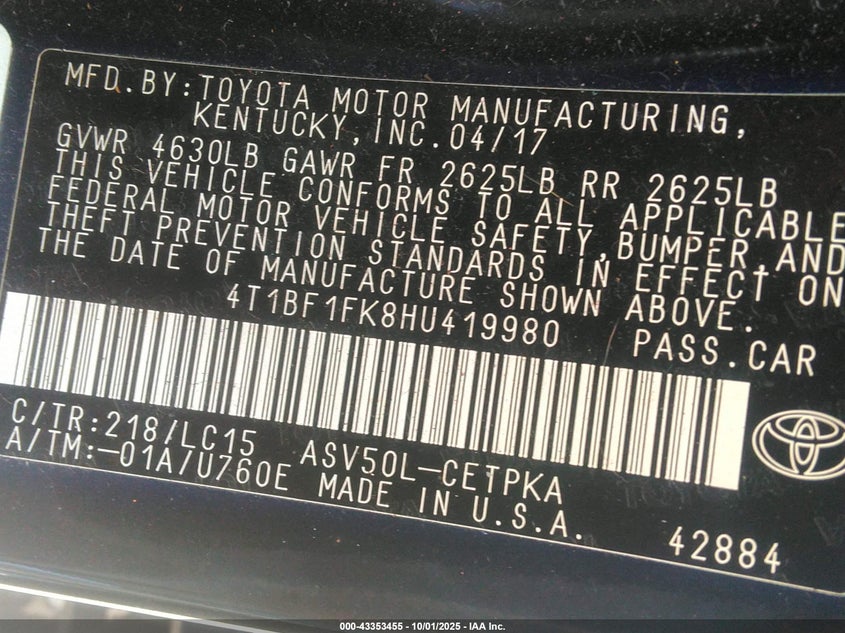 MFD. BY: TOYOTA MOTOR MANUFACTURING,
KENTUCKY, INC. 04/17
GVWR 4630LB GAWR FR 2625LB RR 2625LB
THIS VEHICLE CONFORMS TO ALL APPLICABLE
FEDERAL MOTOR VEHICLE SAFETY, BUMPER, AND
THEFT PREVENTION STANDARDS IN EFFECT ON
THE DATE OF MANUFACTURE SHOWN ABOVE.
4T1BF1FK8HU419980 PASS.CAR
C/TR:218/LC15 ASV50L-CETPKA
A/TM:-01A/U760E MADE IN U.S.A.
42884
000-43353455 - 10/01/2025 - IAA Inc.